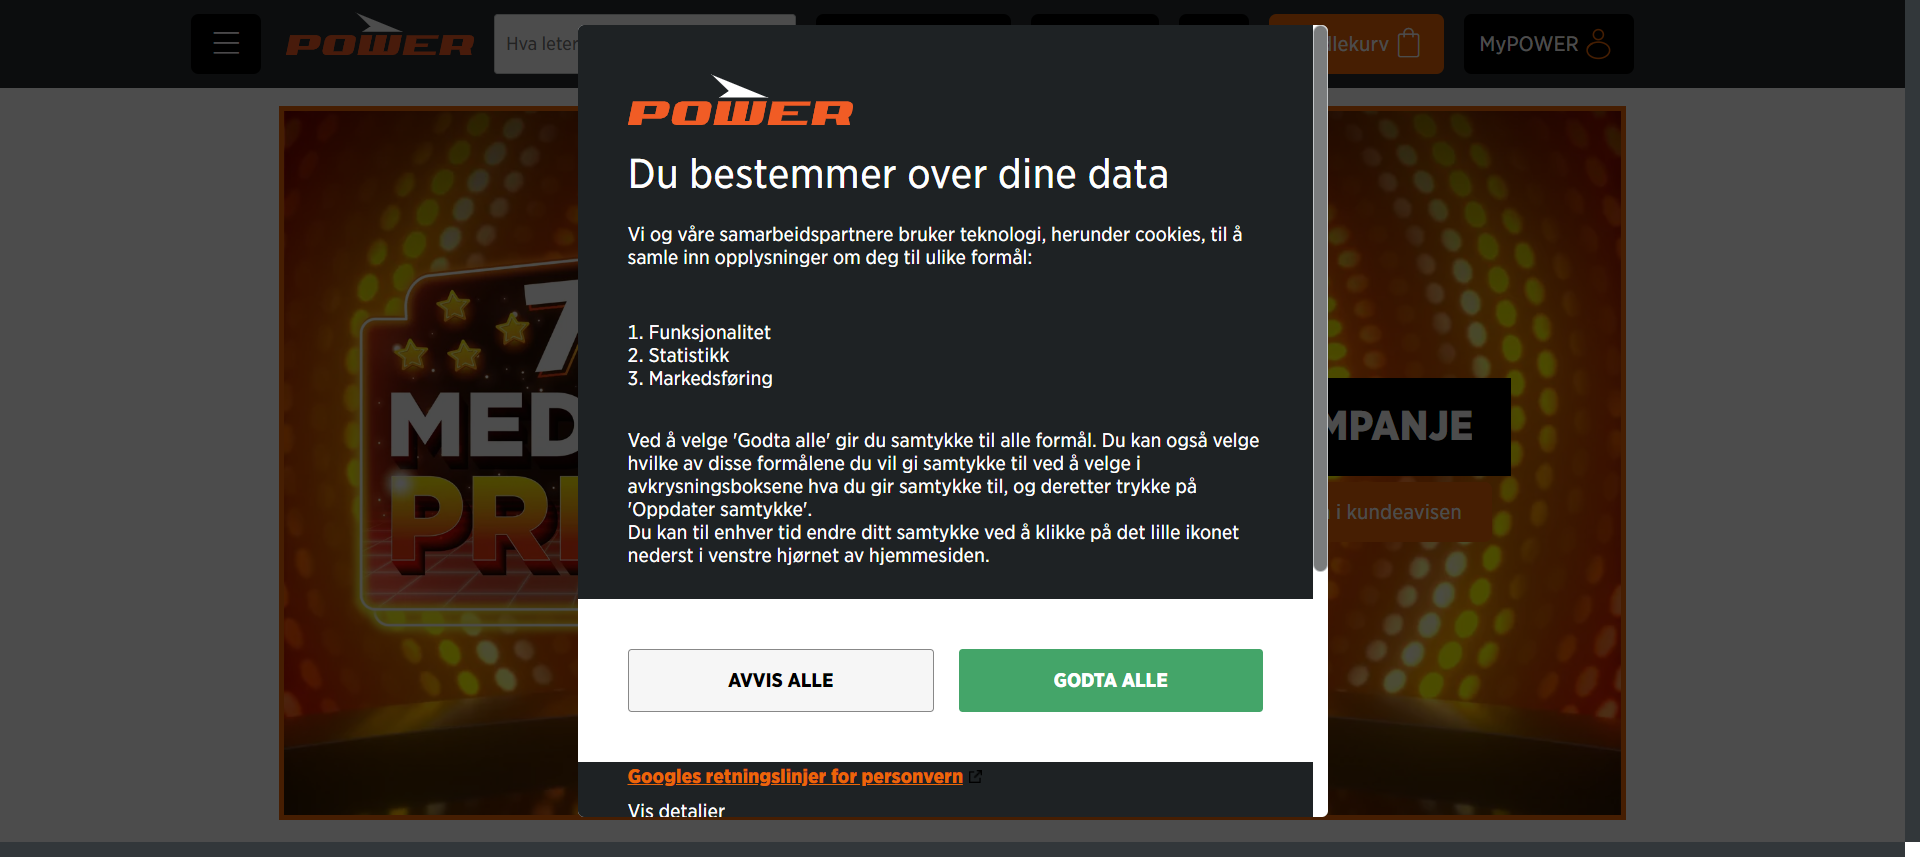 POWER
Hva leter
lekurv
MyPOWER
POWER
Du bestemmer over dine data
Vi og våre samarbeidspartnere bruker teknologi, herunder cookies, til å
samle inn opplysninger om deg til ulike formål:
1. Funksjonalitet
2. Statistikk
3. Markedsføring
Ved å velge 'Godta alle' gir du samtykke til alle formål. Du kan også velge
hvilke av disse formålene du vil gi samtykke til ved å velge i
avkrysningsboksene hva du gir samtykke til, og deretter trykke på
'Oppdater samtykke'.
Du kan til enhver tid endre ditt samtykke ved å klikke på det lille ikonet
nederst i venstre hjørnet av hjemmesiden.
AVVIS ALLE
GODTA ALLE
Googles retningslinjer for personvern
Vis detaljer
7
MED
PRI
MPANJE
i kundeavisen